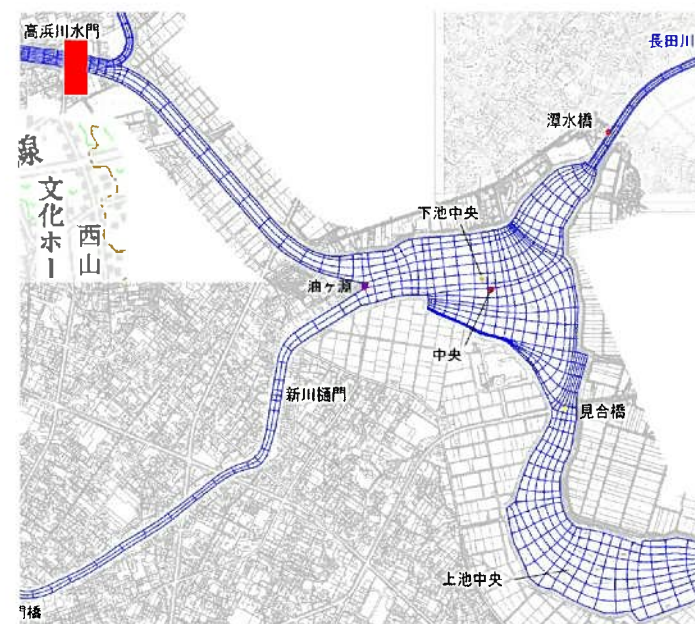 高浜川水門
長田川
潭水橋
線
文化ホー
西山
下池中央
油ヶ淵
中央
新川樋門
見合橋
上池中央
門橋